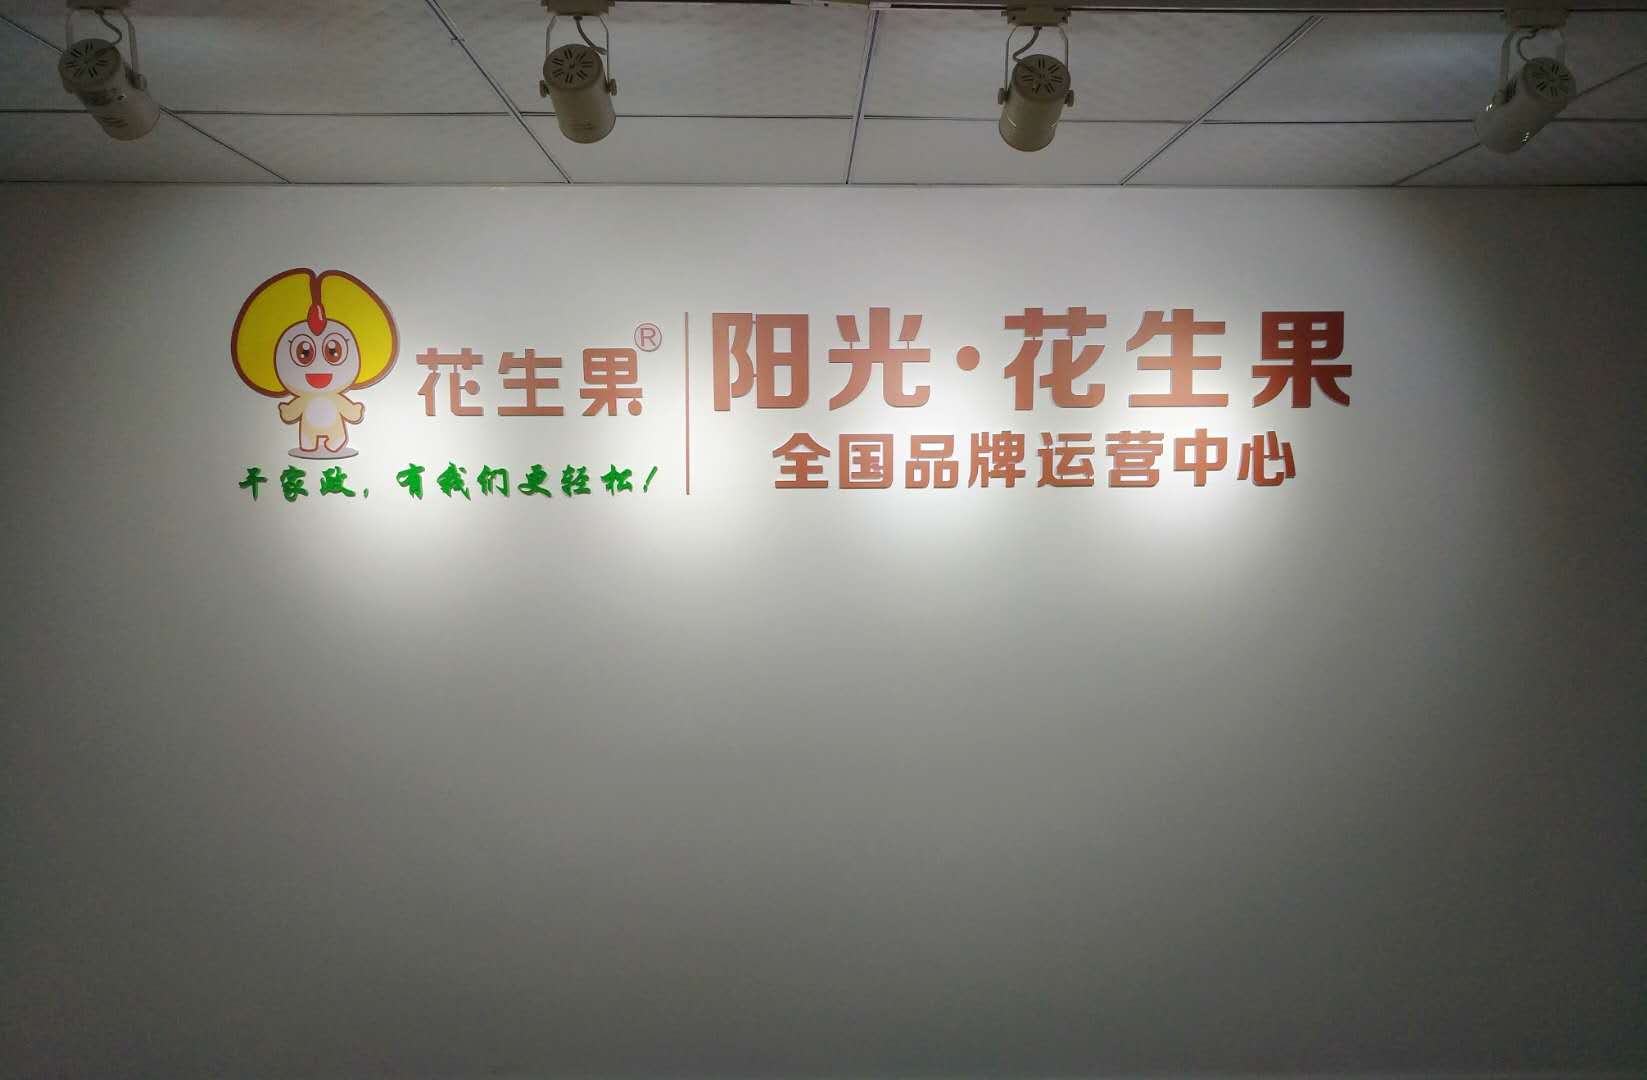 花生果®
干家政,有我们更轻松!
阳光·花生果
全国品牌运营中心